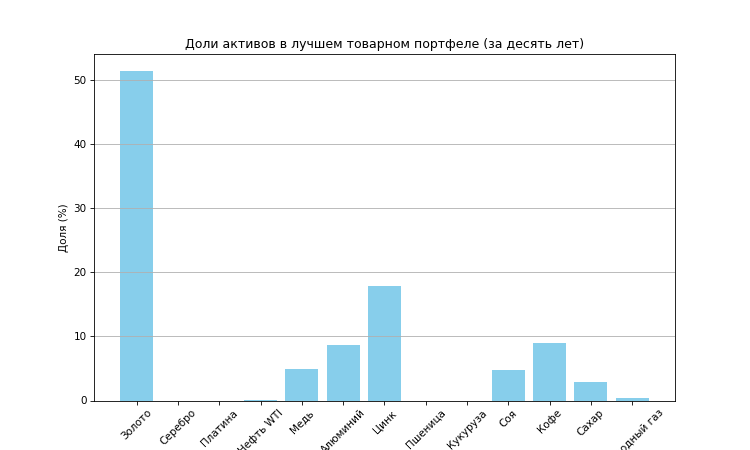 Доли активов в лучшем товарном портфеле (за десять лет)
Доля (%)
50
40
30
20
10
0
Золото
Серебро
Платина
Нефть WTI
Медь
Алюминий
Цинк
Пшеница
Кукуруза
Соя
Кофе
Сахар
газ